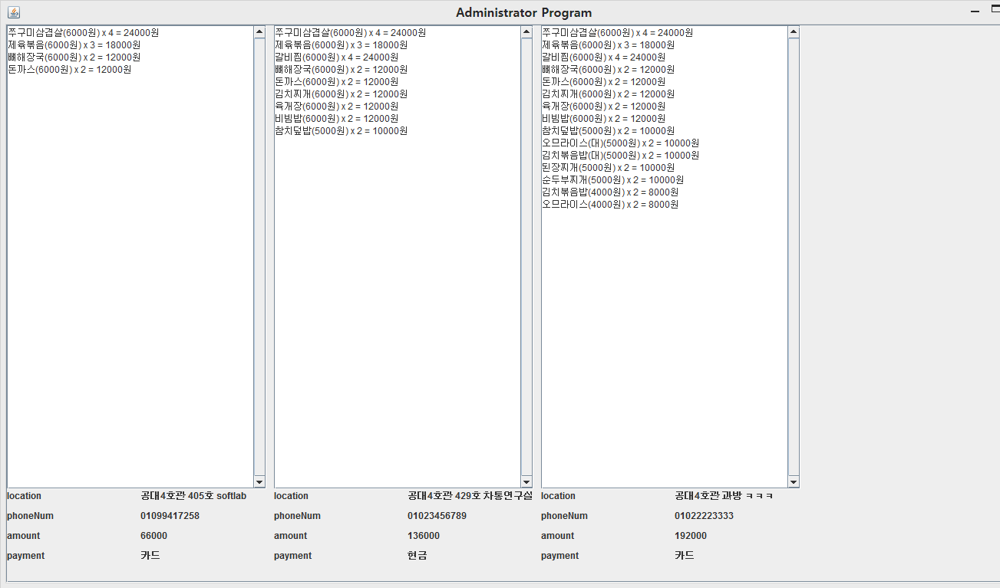 Administrator Program
쭈구미삼겹살(6000원) x 4 = 24000원
제육볶음(6000원) x 3 = 18000원
뼈해장국(6000원) x 2 = 12000원
돈까스(6000원) x 2 = 12000원
location 공대4호관 405호 softlab
phoneNum 01099417258
amount 66000
payment 카드
쭈구미삼겹살(6000원) x 4 = 24000원
제육볶음(6000원) x 3 = 18000원
갈비찜(6000원) x 4 = 24000원
뼈해장국(6000원) x 2 = 12000원
돈까스(6000원) x 2 = 12000원
김치찌개(6000원) x 2 = 12000원
육개장(6000원) x 2 = 12000원
비빔밥(6000원) x 2 = 12000원
참치덮밥(5000원) x 2 = 10000원
location 공대4호관 429호 차통연구실
phoneNum 01023456789
amount 136000
payment 현금
쭈구미삼겹살(6000원) x 4 = 24000원
제육볶음(6000원) x 3 = 18000원
갈비찜(6000원) x 4 = 24000원
뼈해장국(6000원) x 2 = 12000원
돈까스(6000원) x 2 = 12000원
김치찌개(6000원) x 2 = 12000원
육개장(6000원) x 2 = 12000원
비빔밥(6000원) x 2 = 12000원
참치덮밥(5000원) x 2 = 10000원
오므라이스(대)(5000원) x 2 = 10000원
김치볶음밥(대)(5000원) x 2 = 10000원
된장찌개(5000원) x 2 = 10000원
순두부찌개(5000원) x 2 = 10000원
김치볶음밥(4000원) x 2 = 8000원
오므라이스(4000원) x 2 = 8000원
location 공대4호관 과방 ㅋㅋㅋ
phoneNum 01022223333
amount 192000
payment 카드